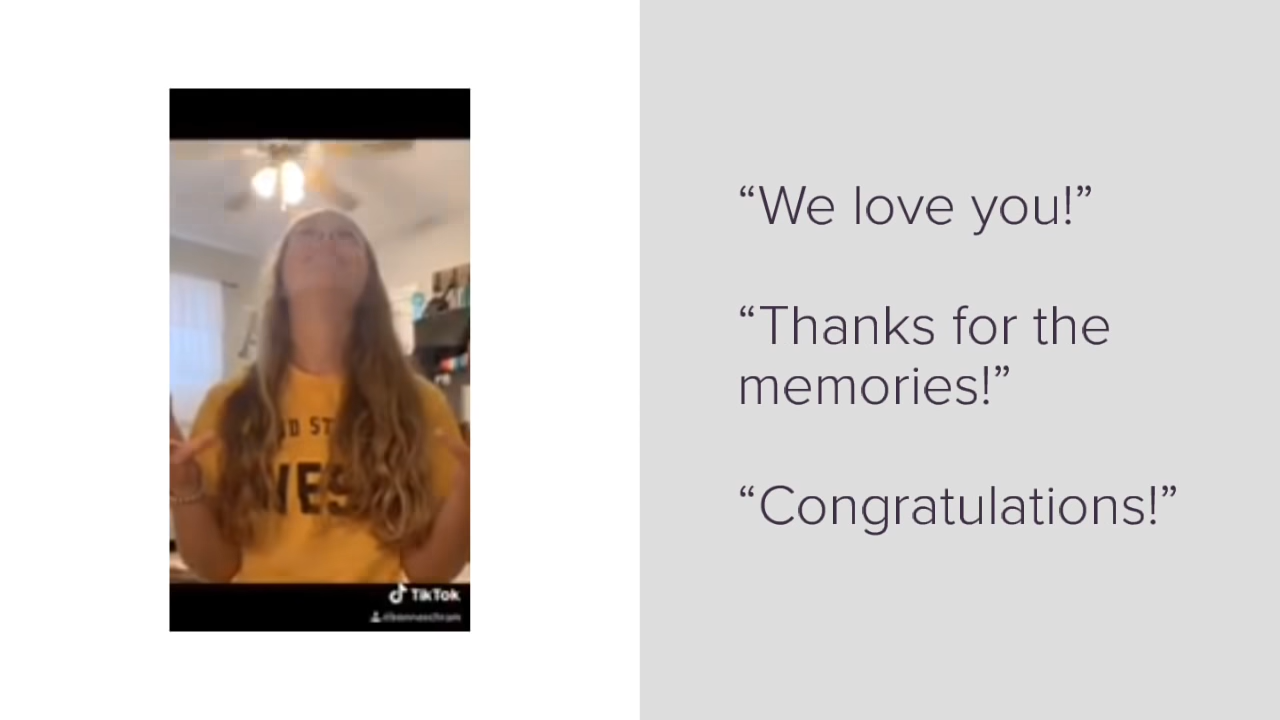 “We love you!”
“Thanks for the
memories!”
“Congratulations!”
TikTok